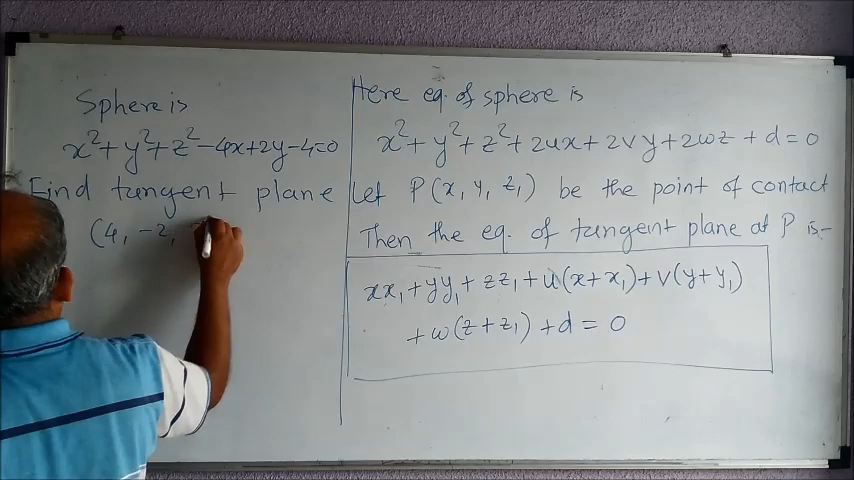 Sphere is
x² + y² + z² - 4x + 2y - 4 = 0
Find tangent plane
(4, -2,
Here eq. of sphere is
x² + y² + z² + 2ux + 2vy + 2wz + d = 0
Let P(x, y, z₁) be the point of contact
Then the eq. of tangent plane at P is:-
xx₁ + yy₁ + zz₁ + u(x + x₁) + v(y + y₁)
+ w(z + z₁) + d = 0